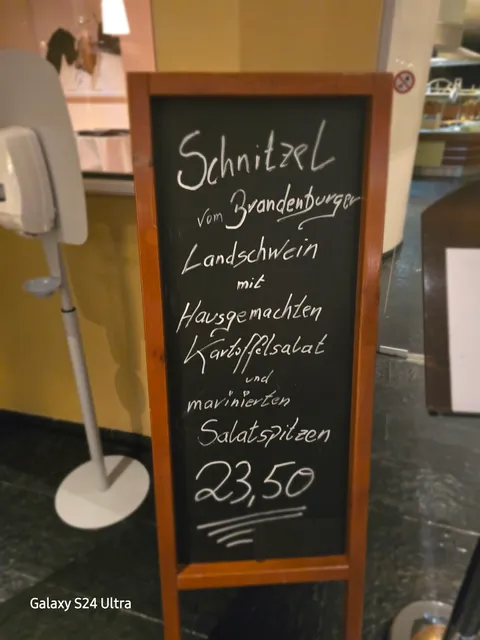 Schnitzel
vom Brandenburger
Landschwein
mit
Hausgemachten
Kartoffelsalat
und
marinierten
Salatspitzen
23,50
Galaxy S24 Ultra